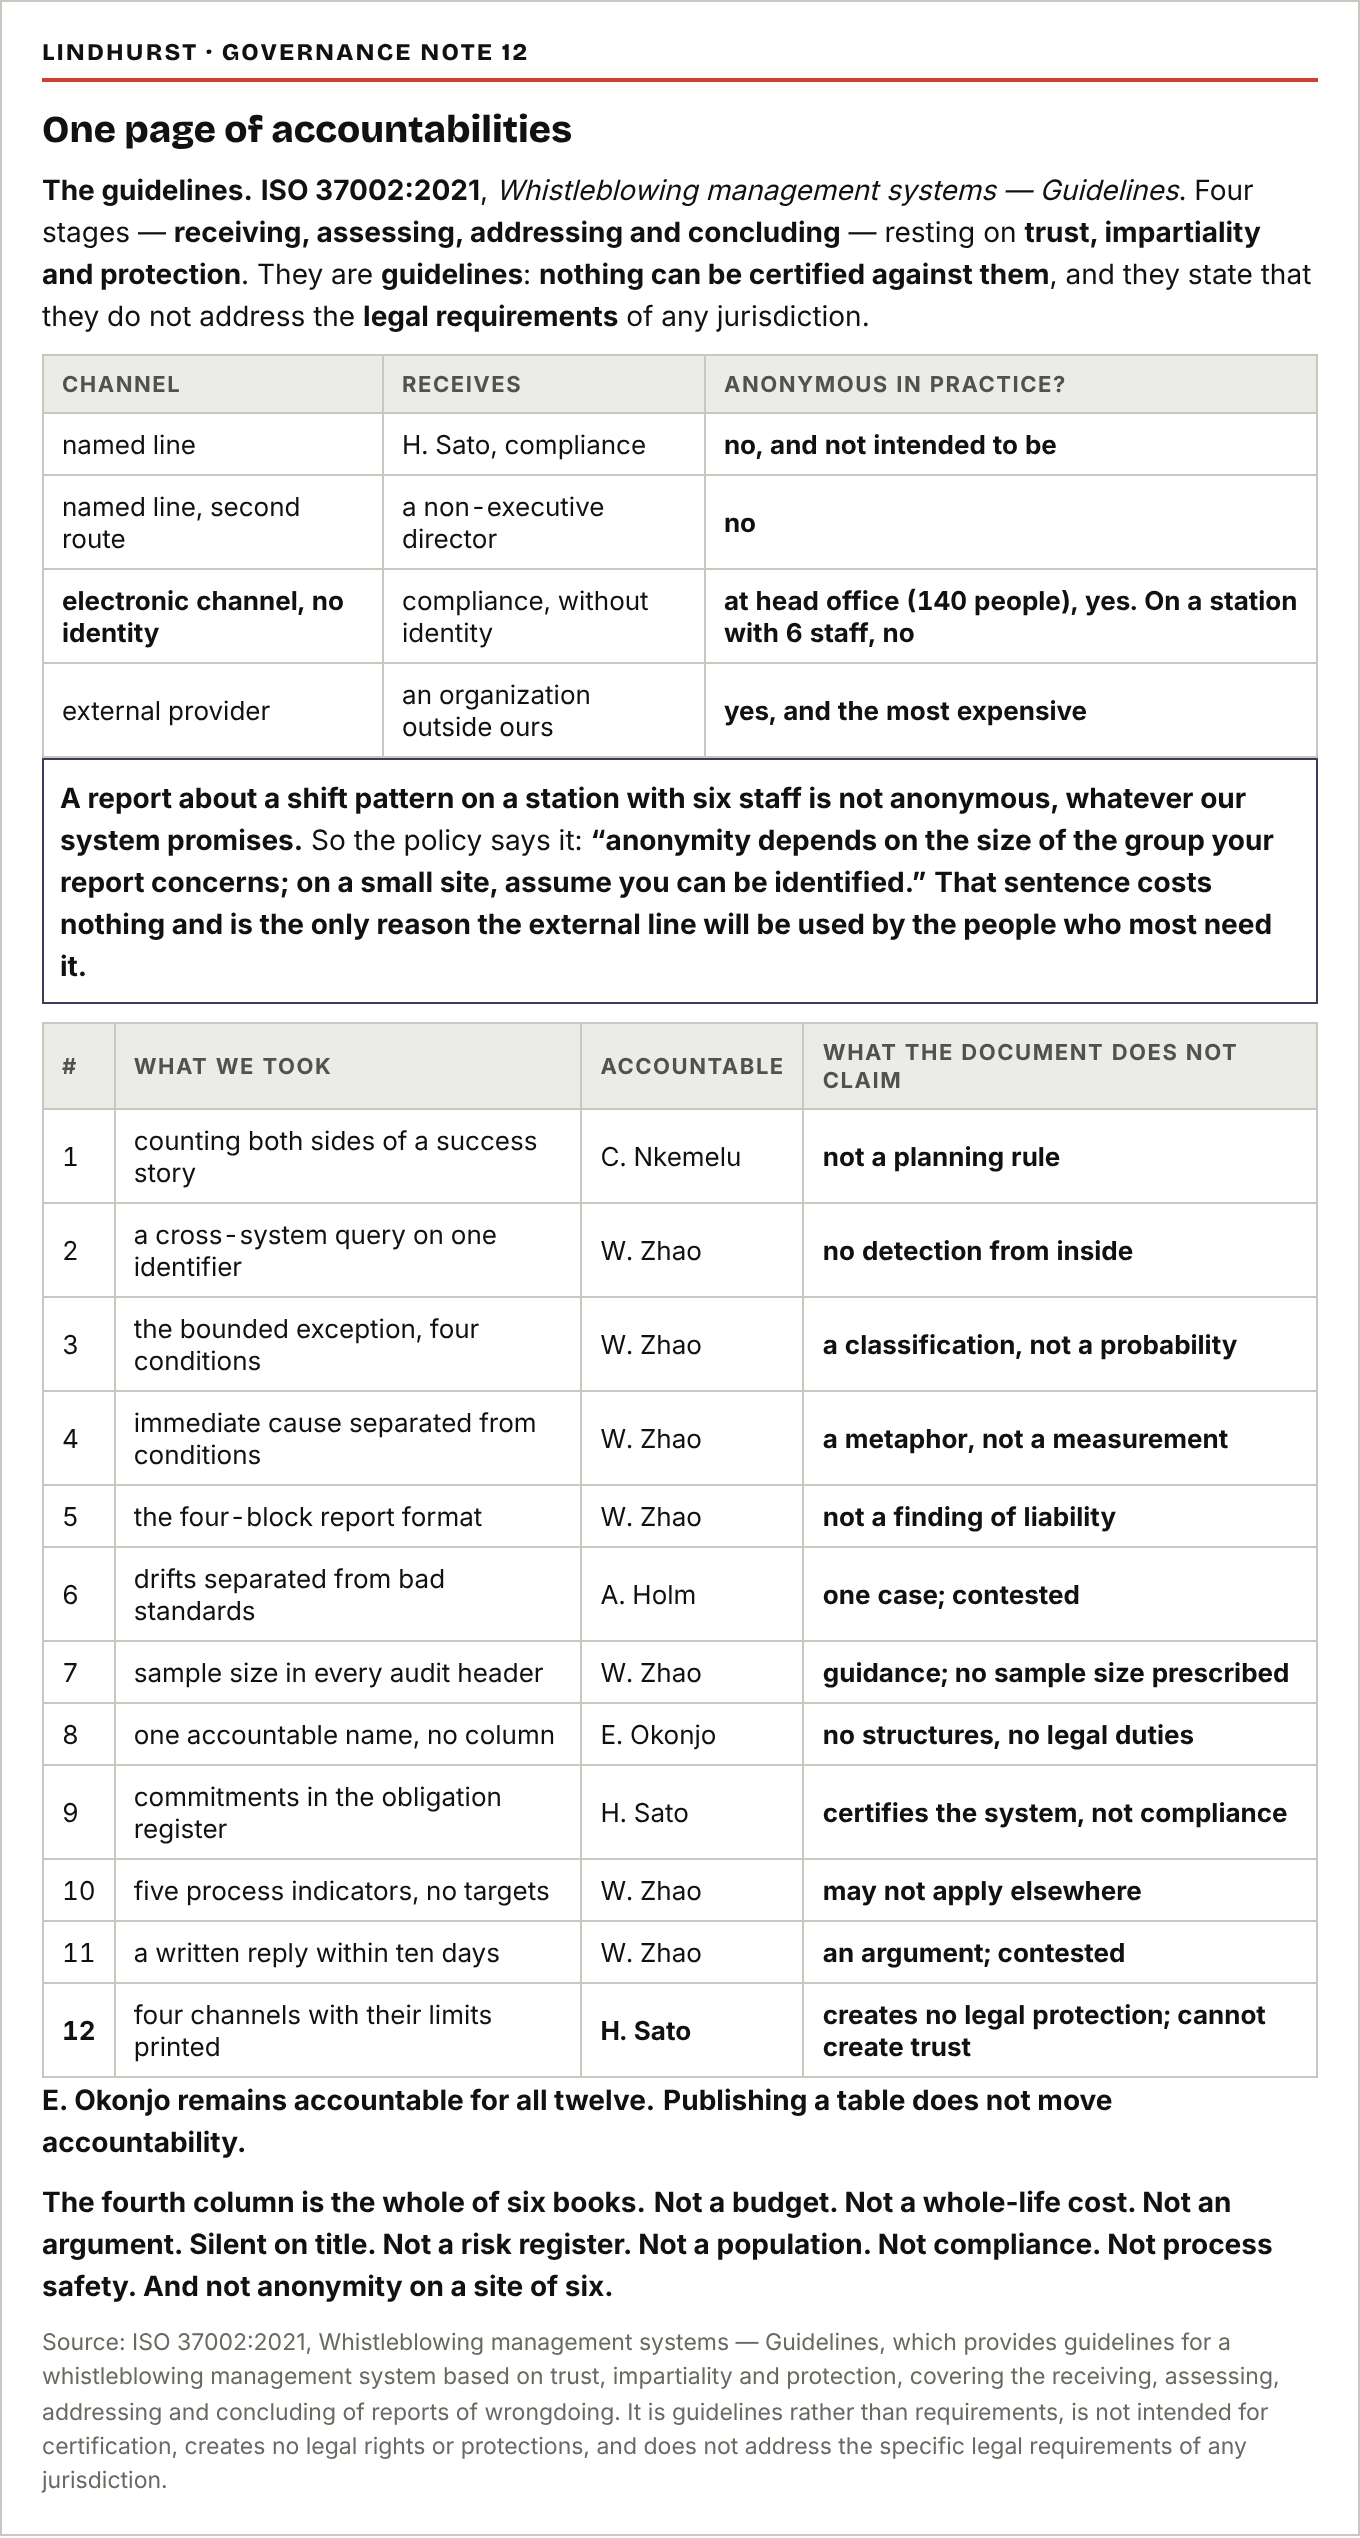 LINDHURST · GOVERNANCE NOTE 12
One page of accountabilities
The guidelines. ISO 37002:2021, Whistleblowing management systems — Guidelines. Four
stages — receiving, assessing, addressing and concluding — resting on trust, impartiality
and protection. They are guidelines: nothing can be certified against them, and they state that
they do not address the legal requirements of any jurisdiction.
CHANNEL RECEIVES ANONYMOUS IN PRACTICE?
named line H. Sato, compliance no, and not intended to be
named line, second
route
a non-executive
director
no
electronic channel, no
identity
compliance, without
identity
at head office (140 people), yes. On a station
with 6 staff, no
external provider
an organization
outside ours
yes, and the most expensive
A report about a shift pattern on a station with six staff is not anonymous, whatever our
system promises. So the policy says it: “anonymity depends on the size of the group your
report concerns; on a small site, assume you can be identified.” That sentence costs
nothing and is the only reason the external line will be used by the people who most need
it.
# WHAT WE TOOK ACCOUNTABLE
WHAT THE DOCUMENT DOES NOT
CLAIM
1
counting both sides of a success
story
C. Nkemelu
not a planning rule
2
a cross-system query on one
identifier
W. Zhao
no detection from inside
3
the bounded exception, four
conditions
W. Zhao
a classification, not a probability
4
immediate cause separated from
conditions
W. Zhao
a metaphor, not a measurement
5 the four-block report format W. Zhao not a finding of liability
6
drifts separated from bad
standards
A. Holm
one case; contested
7 sample size in every audit header W. Zhao guidance; no sample size prescribed
8 one accountable name, no column E. Okonjo no structures, no legal duties
9
commitments in the obligation
register
H. Sato
certifies the system, not compliance
10 five process indicators, no targets W. Zhao may not apply elsewhere
11 a written reply within ten days W. Zhao an argument; contested
12
four channels with their limits
printed
H. Sato
creates no legal protection; cannot
create trust
E. Okonjo remains accountable for all twelve. Publishing a table does not move
accountability.
The fourth column is the whole of six books. Not a budget. Not a whole-life cost. Not an
argument. Silent on title. Not a risk register. Not a population. Not compliance. Not process
safety. And not anonymity on a site of six.
Source: ISO 37002:2021, Whistleblowing management systems — Guidelines, which provides guidelines for a
whistleblowing management system based on trust, impartiality and protection, covering the receiving, assessing,
addressing and concluding of reports of wrongdoing. It is guidelines rather than requirements, is not intended for
certification, creates no legal rights or protections, and does not address the specific legal requirements of any
jurisdiction.